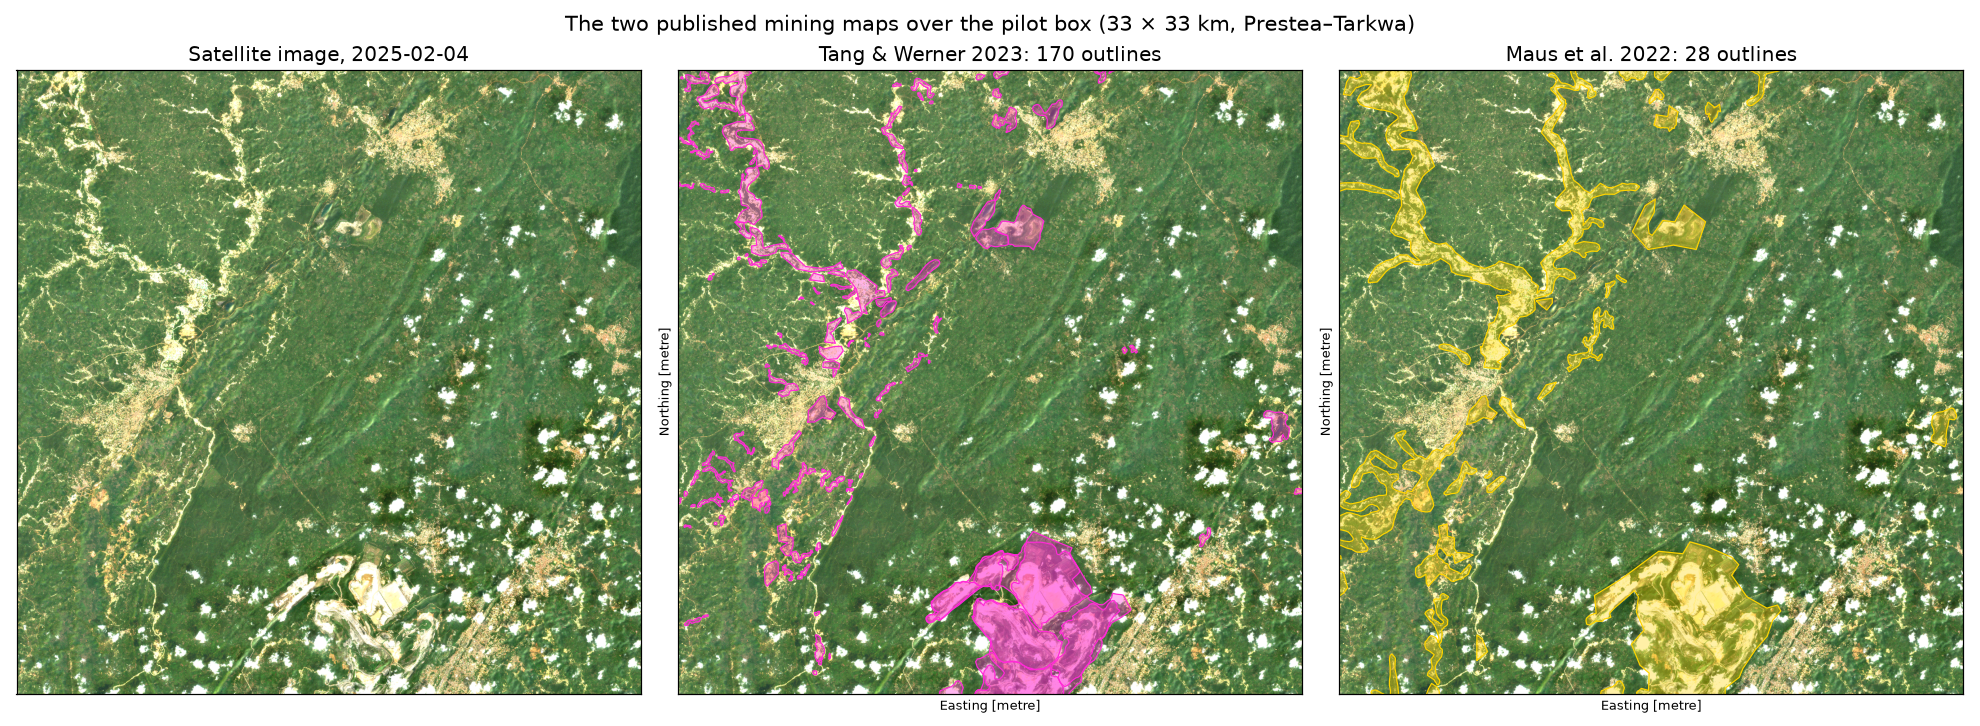 The two published mining maps over the pilot box (33 × 33 km, Prestea–Tarkwa)
Satellite image, 2025-02-04
Tang & Werner 2023: 170 outlines
Maus et al. 2022: 28 outlines
Northing [metre]
Northing [metre]
Easting [metre]
Easting [metre]